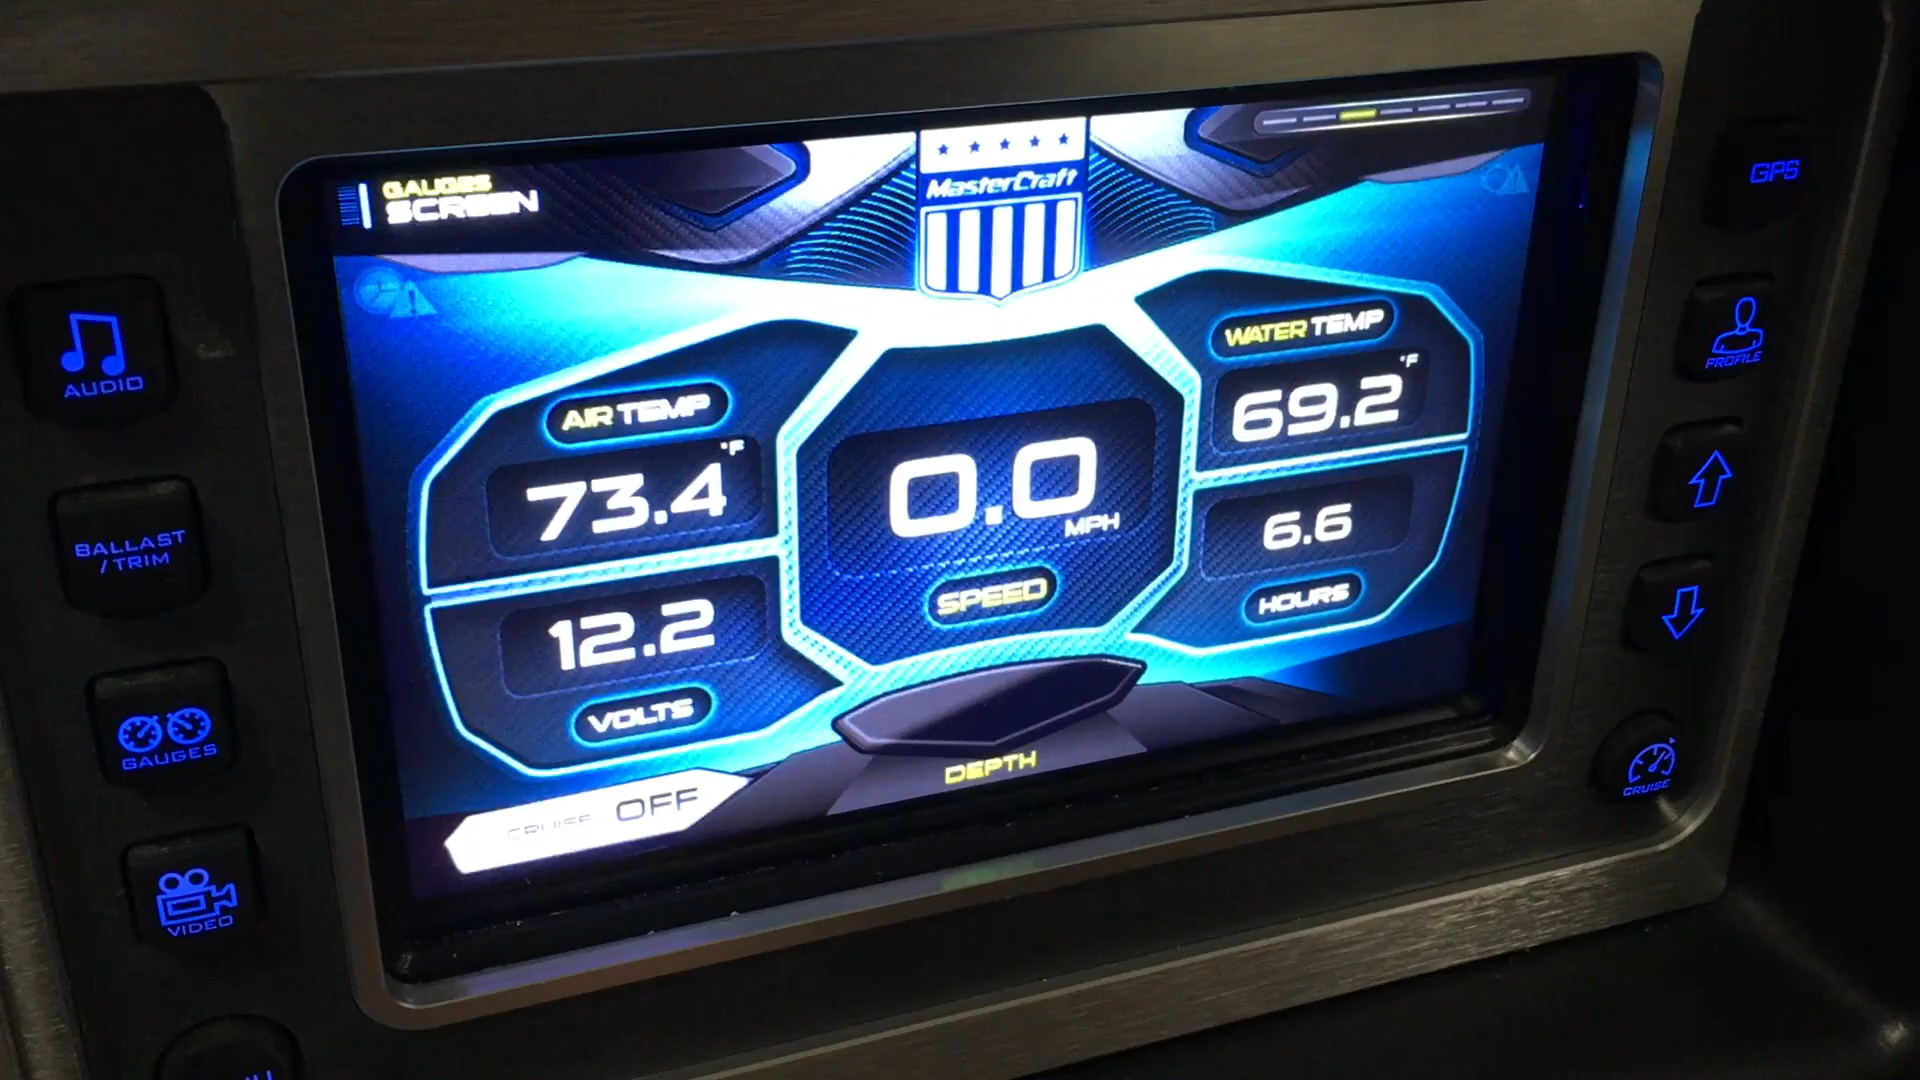 GAUGES
SCREEN
MasterCraft
AIR TEMP
°F
73.4
12.2
VOLTS
0.0
MPH
SPEED
WATER TEMP
°F
69.2
6.6
HOURS
DEPTH
CRUISE OFF
AUDIO
BALLAST
/TRIM
GAUGES
VIDEO
GPS
PROFILE
CRUISE